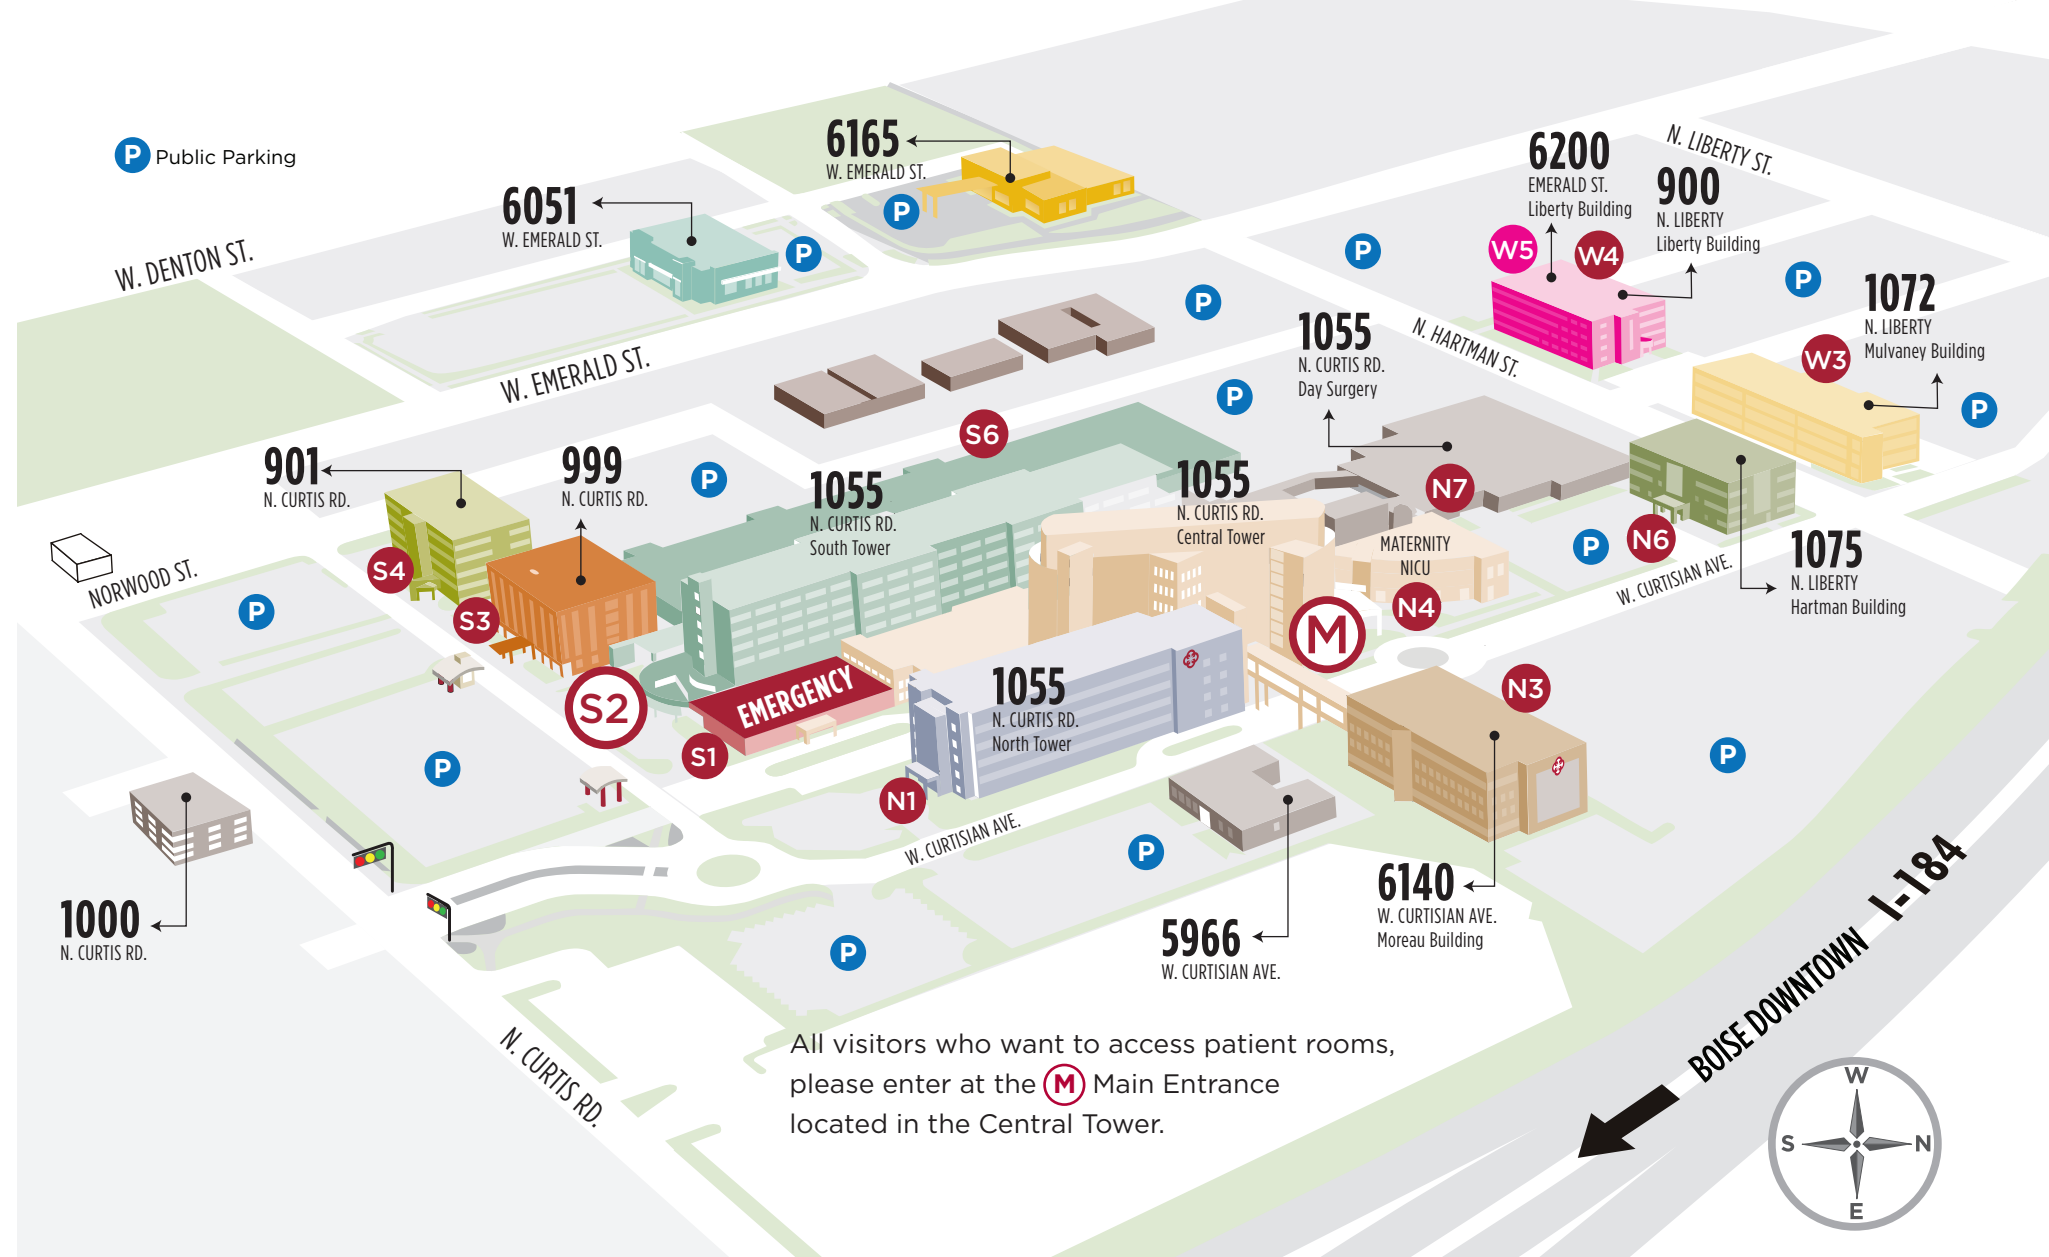 P Public Parking
6165
W. EMERALD ST.
P
6051
W. EMERALD ST.
P
W. DENTON ST.
N. LIBERTY ST.
6200
EMERALD ST.
Liberty Building
900
N. LIBERTY
Liberty Building
W5
W4
P
P
1072
N. LIBERTY
Mulvaney Building
W3
P
P
1055
N. CURTIS RD.
Day Surgery
N. HARTMAN ST.
W. EMERALD ST.
P
S6
901
N. CURTIS RD.
999
N. CURTIS RD.
P
1055
N. CURTIS RD.
South Tower
1055
N. CURTIS RD.
Central Tower
N7
MATERNITY
NICU
P
N6
1075
N. LIBERTY
Hartman Building
W. CURTISIAN AVE.
NORWOOD ST.
S4
P
S3
N4
M
S2
EMERGENCY
1055
N. CURTIS RD.
North Tower
N3
S1
P
P
N1
W. CURTISIAN AVE.
P
1000
N. CURTIS RD.
P
5966
W. CURTISIAN AVE.
6140
W. CURTISIAN AVE.
Moreau Building
I-184
BOISE DOWNTOWN
N. CURTIS RD.
All visitors who want to access patient rooms,
please enter at the M Main Entrance
located in the Central Tower.
W
S N
E